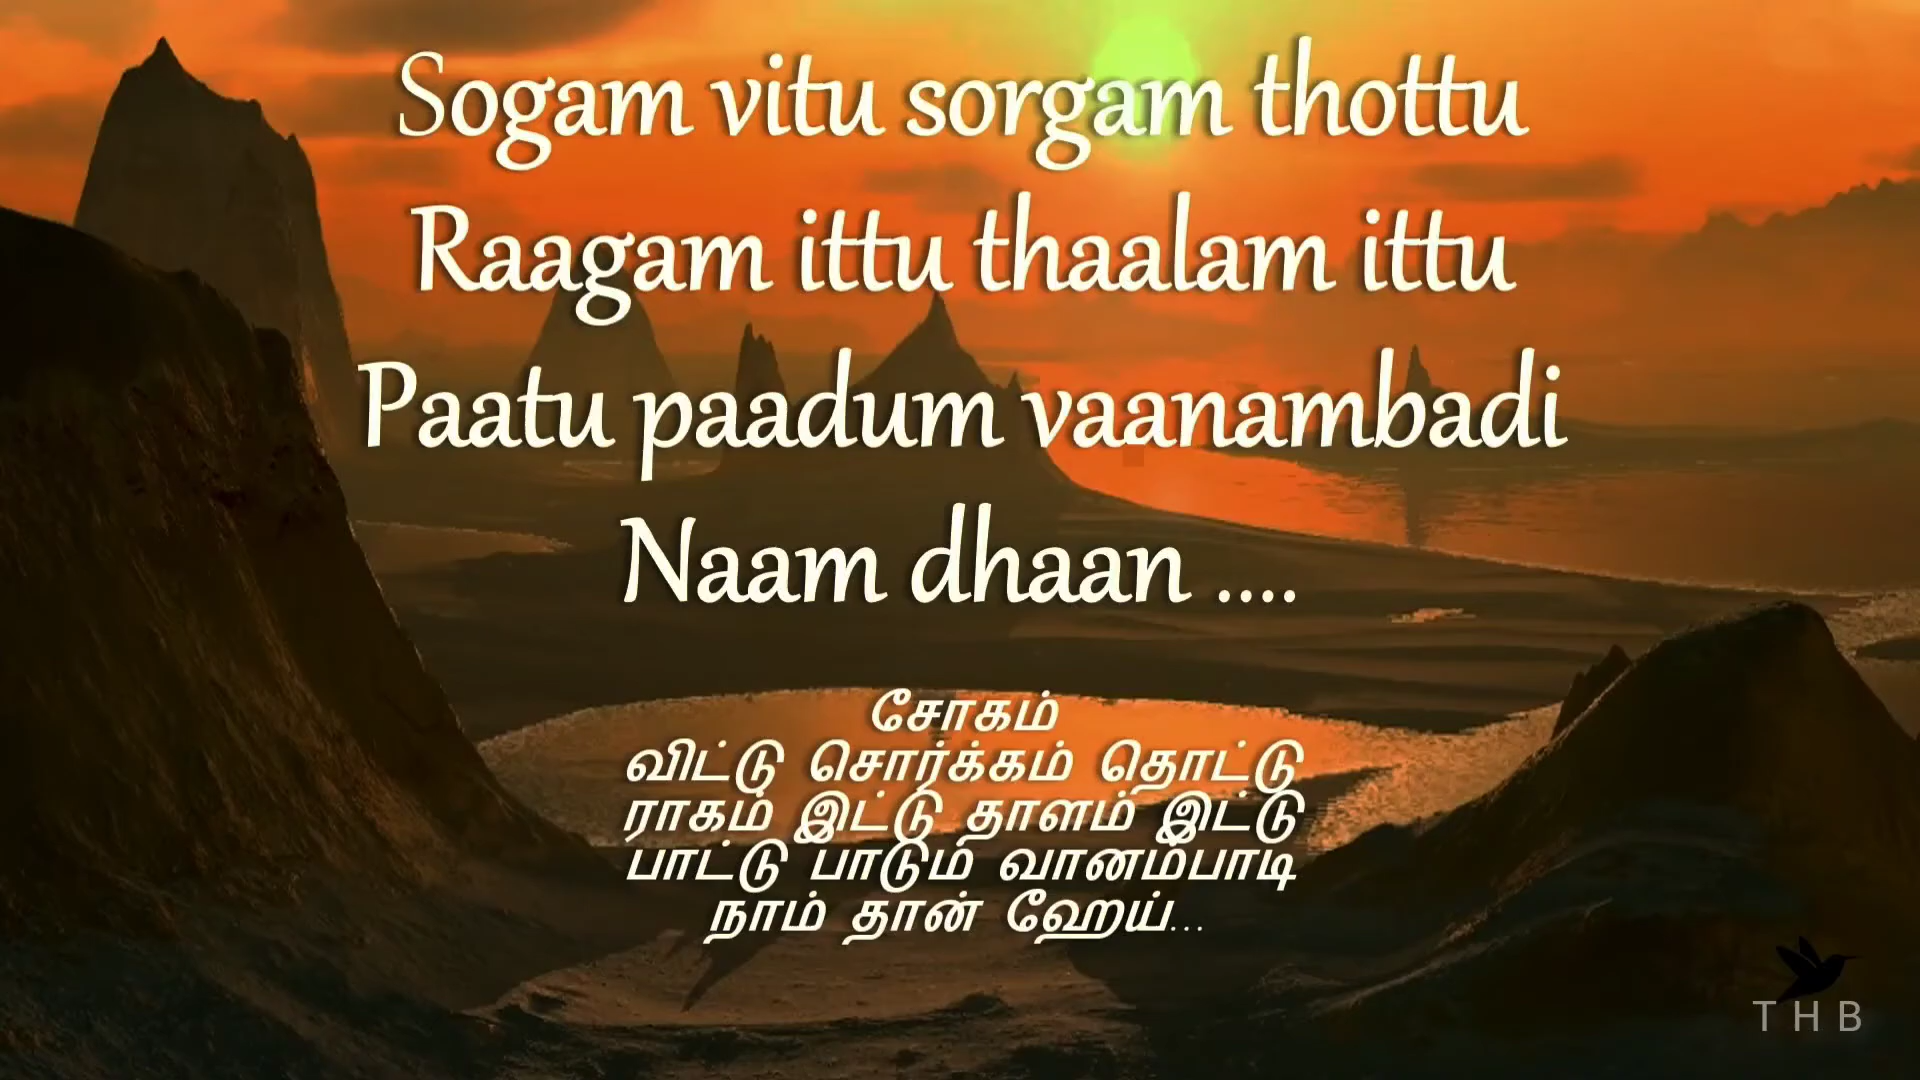 Sogam vitu sorgam thottu
Raagam ittu thaalam ittu
Paatu paadum vaanambadi
Naam dhaan ....
சோகம்
விட்டு சொர்க்கம் தொட்டு
ராகம் இட்டு தாளம் இட்டு
பாட்டு பாடும் வானம்பாடி
நாம் தான் ஹேய்...
THB